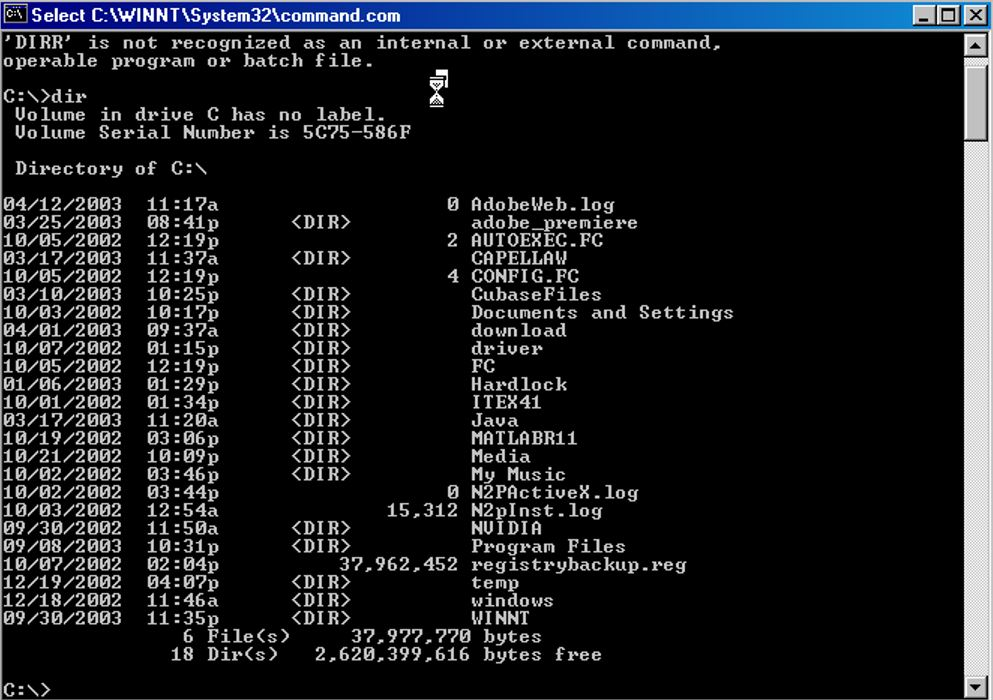 Select C:\WINNT\System32\command.com
'DIRR' is not recognized as an internal or external command,
operable program or batch file.
C:\>dir
 Volume in drive C has no label.
 Volume Serial Number is 5C75-586F
 Directory of C:\
04/12/2003  11:17a                   0 AdobeWeb.log
03/25/2003  08:41p      <DIR>          adobe_premiere
10/05/2002  12:19p                   2 AUTOEXEC.FC
03/17/2003  11:37a      <DIR>          CAPELLAW
10/05/2002  12:19p                   4 CONFIG.FC
03/10/2003  10:25p      <DIR>          CubaseFiles
10/03/2002  10:17p      <DIR>          Documents and Settings
04/01/2003  09:37a      <DIR>          download
10/07/2002  01:15p      <DIR>          driver
10/05/2002  12:19p      <DIR>          FC
01/06/2003  01:29p      <DIR>          Hardlock
10/01/2002  01:34p      <DIR>          ITEX41
03/17/2003  11:20a      <DIR>          Java
10/19/2002  03:06p      <DIR>          MATLABR11
10/21/2002  10:09p      <DIR>          Media
10/02/2002  03:46p      <DIR>          My Music
10/02/2002  03:44p                   0 N2PActiveX.log
10/03/2002  12:54a              15,312 N2pInst.log
09/30/2002  11:50a      <DIR>          NVIDIA
09/08/2003  10:31p      <DIR>          Program Files
10/07/2002  02:04p          37,962,452 registrybackup.reg
12/19/2002  04:07p      <DIR>          temp
12/18/2002  11:46a      <DIR>          windows
09/30/2003  11:35p      <DIR>          WINNT
               6 File(s)     37,977,770 bytes
              18 Dir(s)   2,620,399,616 bytes free
C:\>